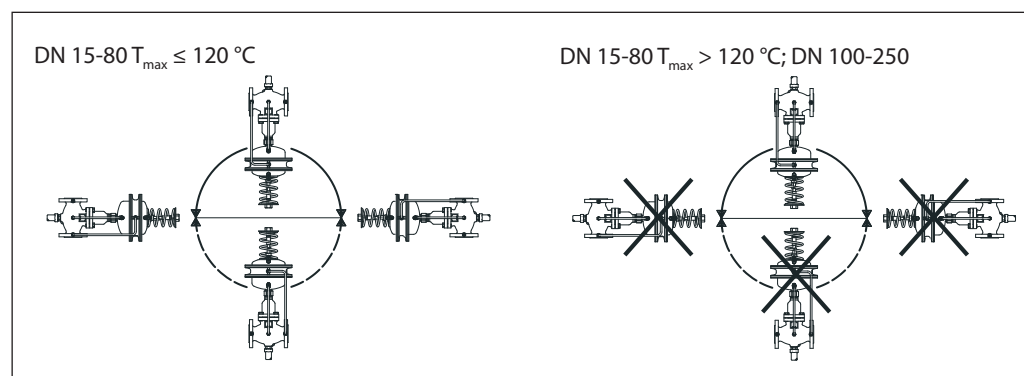 DN 15-80 Tmax ≤ 120 °C
DN 15-80 Tmax > 120 °C; DN 100-250